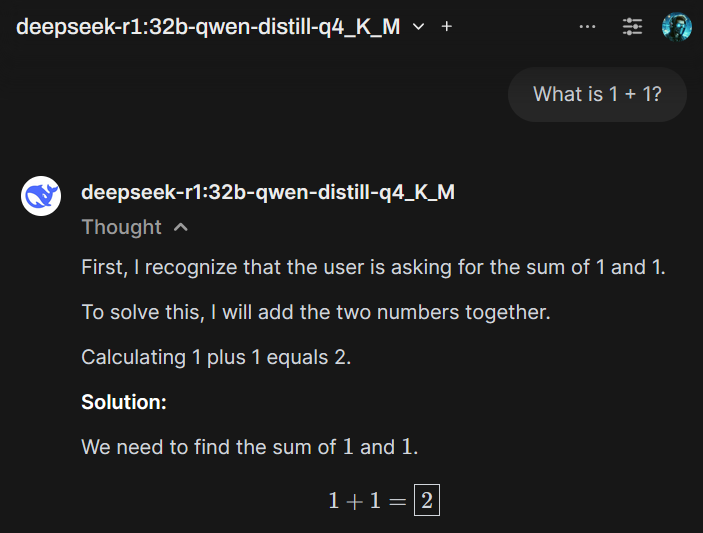 deepseek-r1:32b-qwen-distill-q4_K_M
What is 1 + 1?
deepseek-r1:32b-qwen-distill-q4_K_M
Thought
First, I recognize that the user is asking for the sum of 1 and 1.
To solve this, I will add the two numbers together.
Calculating 1 plus 1 equals 2.
Solution:
We need to find the sum of 1 and 1.
1 + 1 = 2